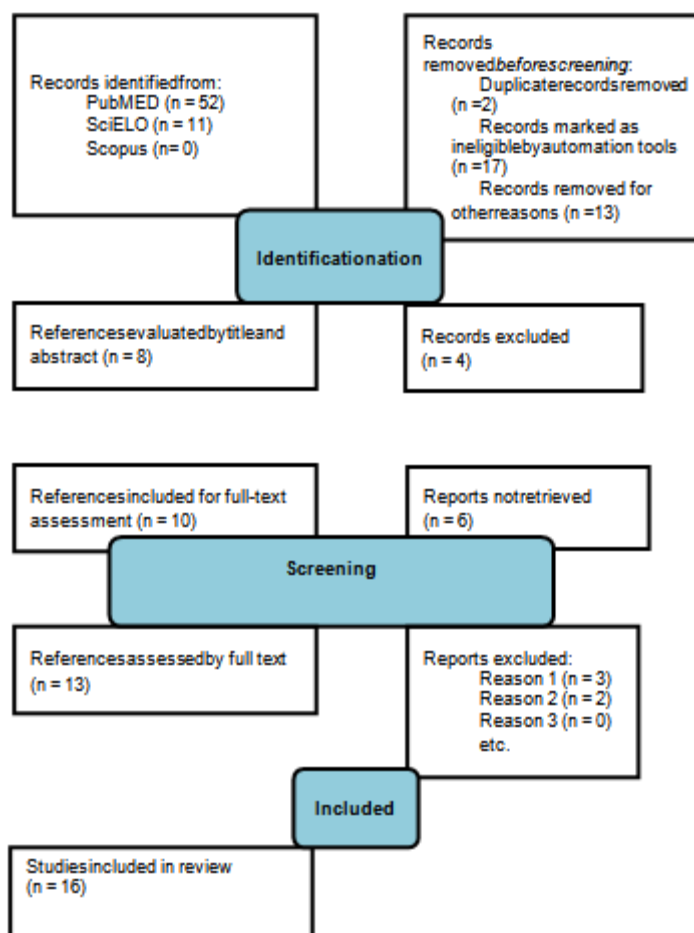 Records identifiedfrom:
PubMED (n = 52)
SciELO (n = 11)
Scopus (n= 0)
Records
removedbeforescreening:
Duplicaterecordsremoved
(n =2)
Records marked as
ineligiblebyautomation tools
(n =17)
Records removed for
otherreasons (n =13)
Identificationation
Referencesevaluatedbytitleand
abstract (n = 8)
Records excluded
(n = 4)
Referencesincluded for full-text
assessment (n = 10)
Reports notretrieved
(n = 6)
Screening
Referencesassessedby full text
(n = 13)
Reports excluded:
Reason 1 (n = 3)
Reason 2 (n = 2)
Reason 3 (n = 0)
etc.
Included
Studiesincluded in review
(n = 16)